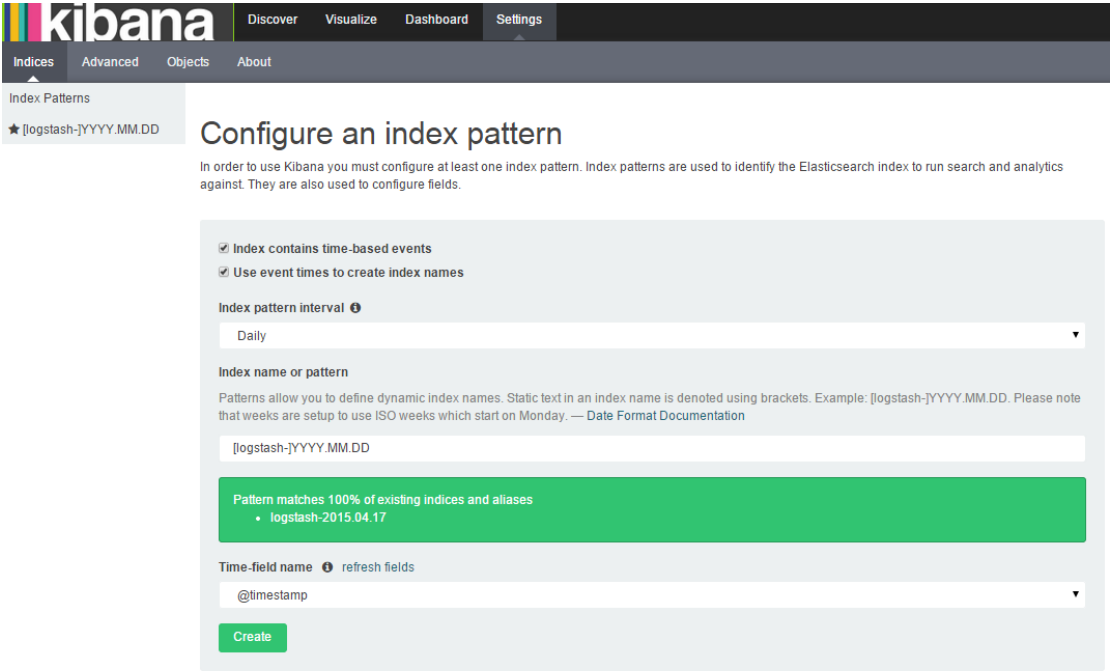 kibana Discover Visualize Dashboard Settings
Indices Advanced Objects About
Index Patterns
[logstash-]YYYY.MM.DD
Configure an index pattern
In order to use Kibana you must configure at least one index pattern. Index patterns are used to identify the Elasticsearch index to run search and analytics
against. They are also used to configure fields.
Index contains time-based events
Use event times to create index names
Index pattern interval
Daily
Index name or pattern
Patterns allow you to define dynamic index names. Static text in an index name is denoted using brackets. Example: [logstash-]YYYY.MM.DD. Please note
that weeks are setup to use ISO weeks which start on Monday. — Date Format Documentation
[logstash-]YYYY.MM.DD
Pattern matches 100% of existing indices and aliases
• logstash-2015.04.17
Time-field name refresh fields
@timestamp
Create